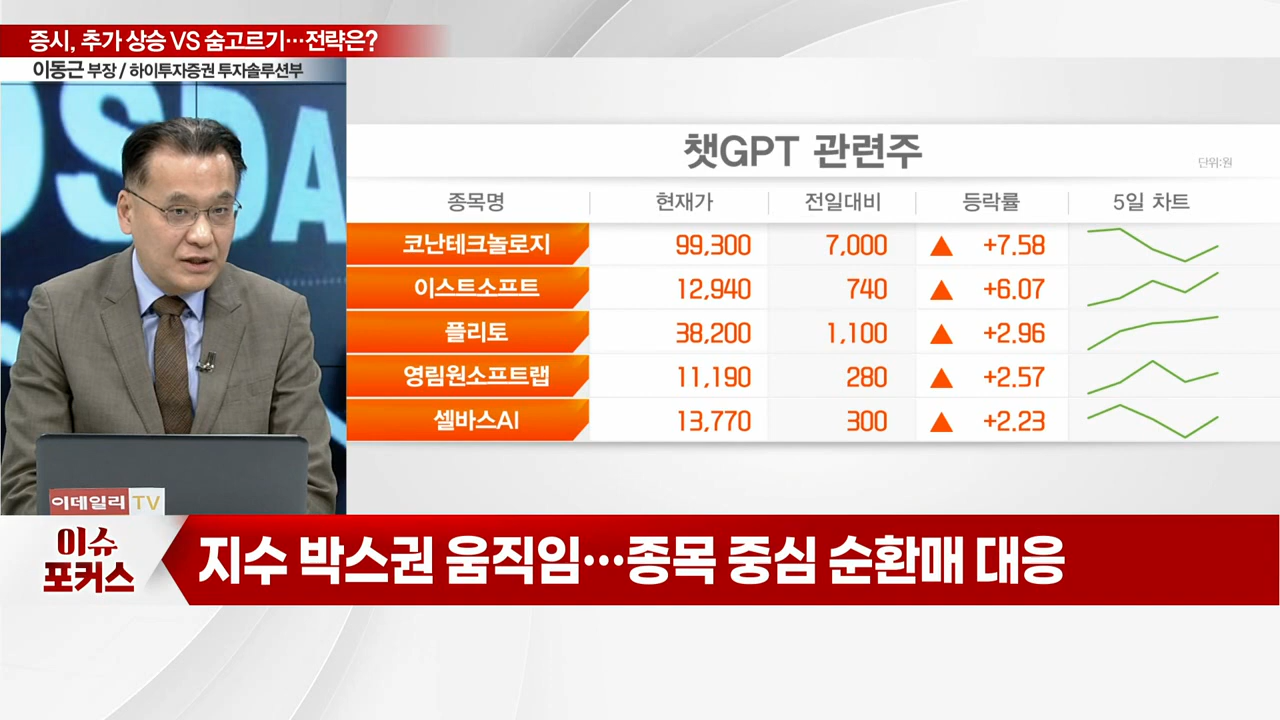 증시, 추가 상승 VS 숨고르기…전략은?
이동근 부장 / 하이투자증권 투자솔루션부
OSDA
챗GPT 관련주
단위:원
종목명 현재가 전일대비 등락률 5일 차트
코난테크놀로지 99,300 7,000 ▲ +7.58
이스트소프트 12,940 740 ▲ +6.07
플리토 38,200 1,100 ▲ +2.96
영림원소프트랩 11,190 280 ▲ +2.57
셀바스AI 13,770 300 ▲ +2.23
이데일리 TV
이슈
포커스
지수 박스권 움직임…종목 중심 순환매 대응